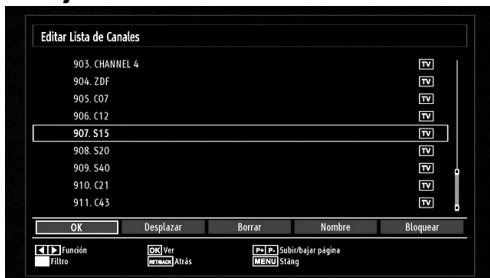 Editar Lista de Canales
903. CHANNEL 4 TV
904. ZDF TV
905. C07 TV
906. C12 TV
907. S15 TV
908. S20 TV
909. S40 TV
910. C21 TV
911. C43 TV
OK Desplazar Borrar Nombre Bloquear
Función OK Ver P+ P- Subir/bajar página
Filtro RET/BACK Atrás MENU Stäng